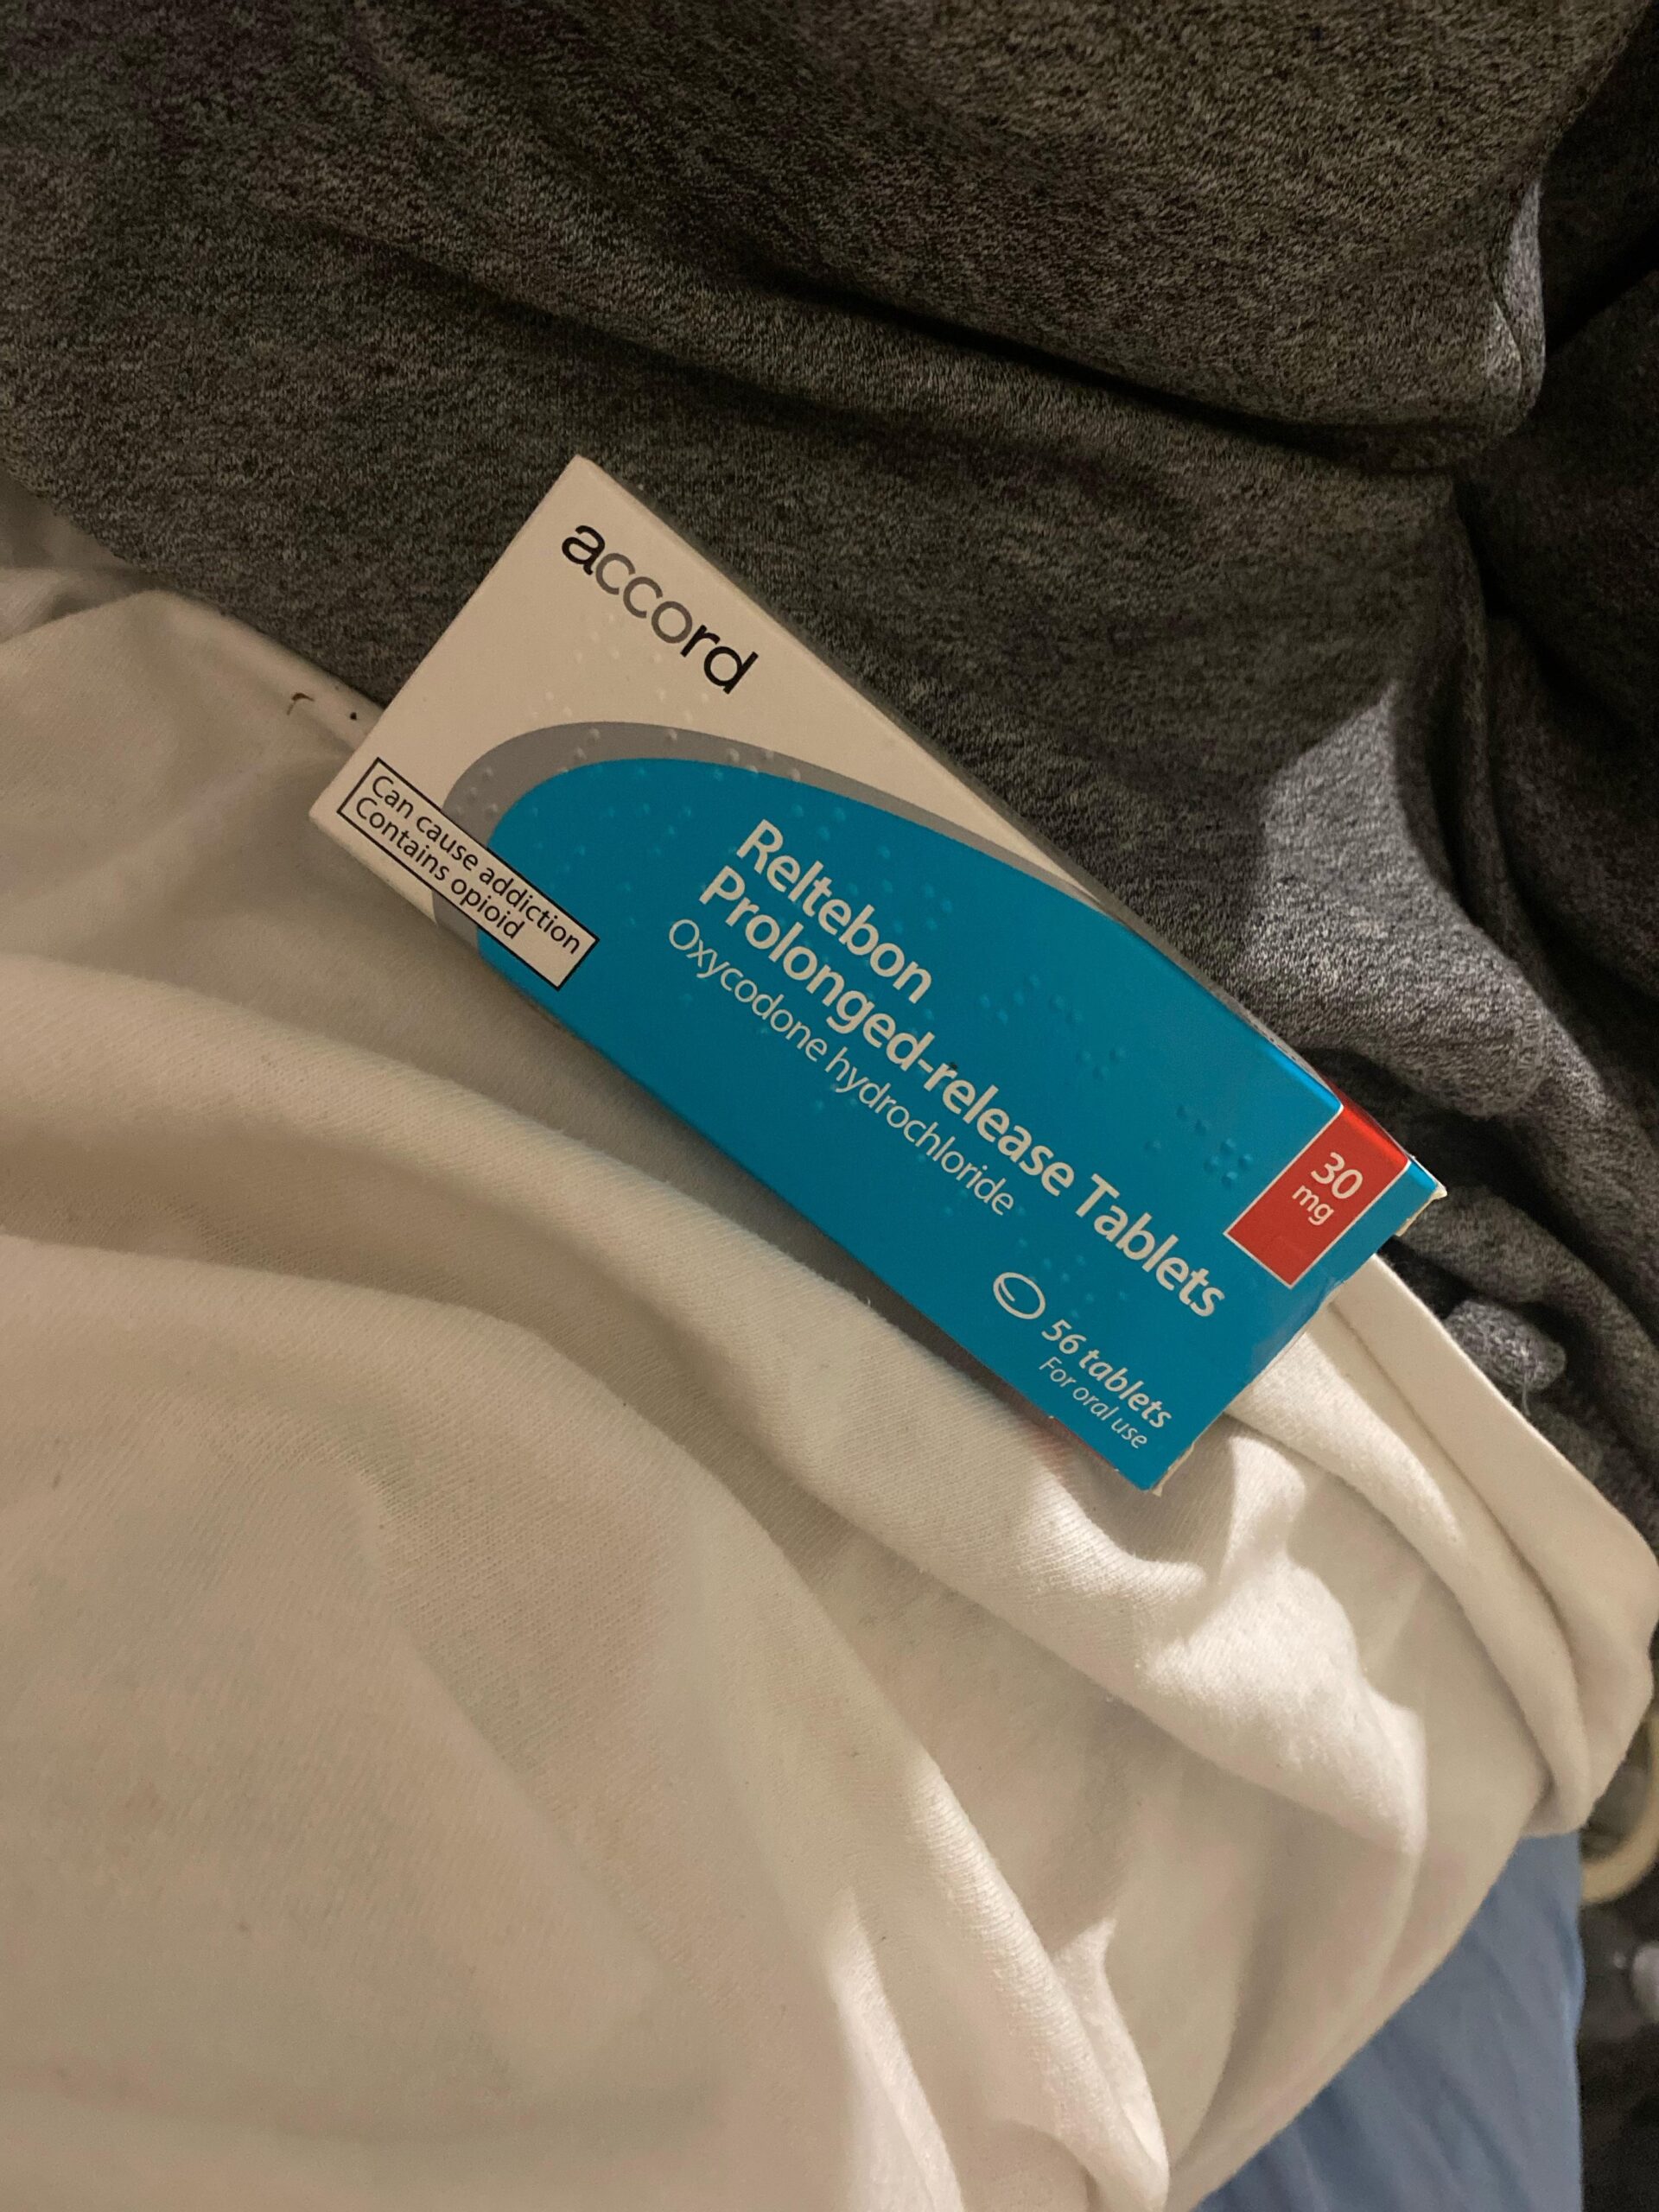 accord
Can cause addiction
Contains opioid
Reltebon
Prolonged-release Tablets
Oxycodone hydrochloride
30
mg
56 tablets
For oral use